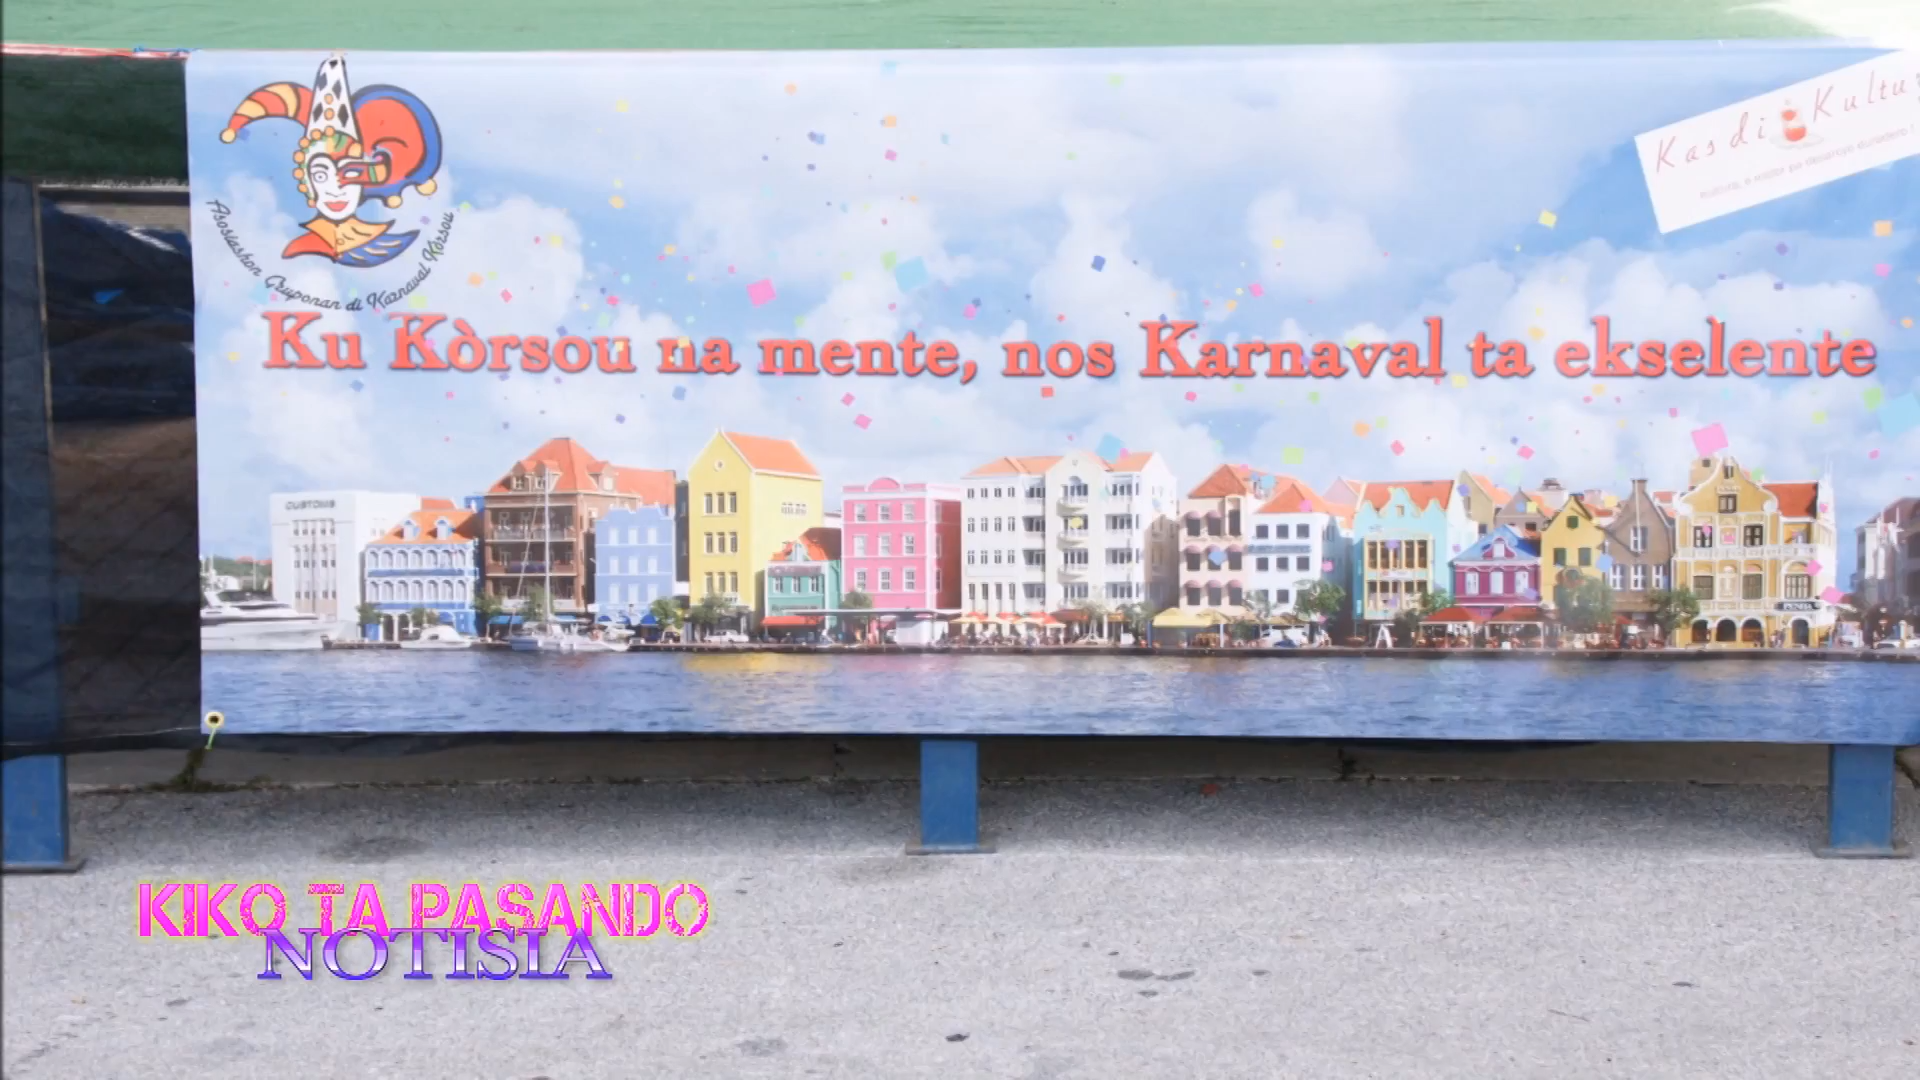 Asosiashon Gruponan di Karnaval Kòrsou
Kas di Kultu
Ku Kòrsou na mente, nos Karnaval ta ekselente
CUSTOMS
PENHA
KIKO TA PASANDO
NOTISIA